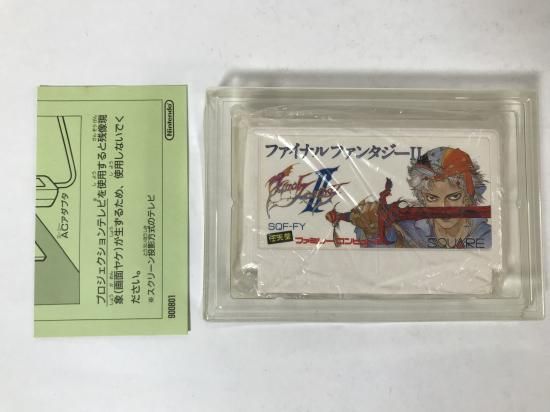 Nintendo
プロジェクションテレビを使用すると残像現
象(画面ヤケ)が生ずるため、使用しないでく
ださい。
※スクリーン投影方式のテレビ
900801
ACアダプタ
ファイナルファンタジーII
FINAL FANTASY
II
SQF-FY
任天堂
ファミリーコンピュータ
SQUARE